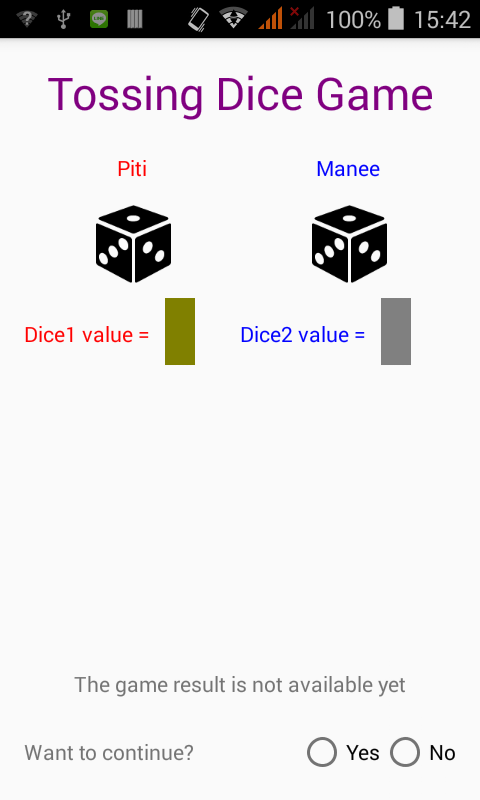 100% 15:42
Tossing Dice Game
Piti Manee
Dice1 value = Dice2 value =
The game result is not available yet
Want to continue? Yes No